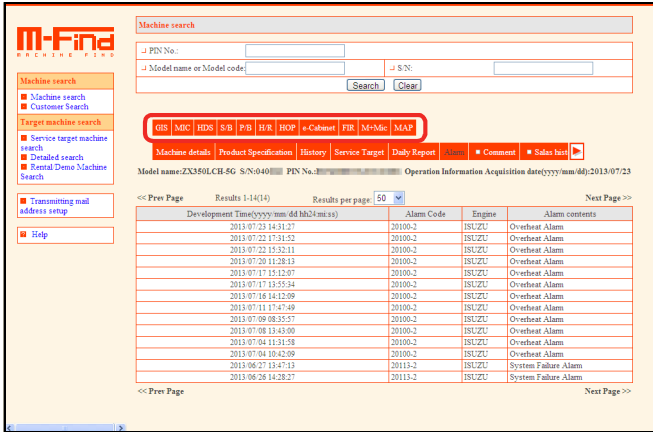 M-Find
MACHINE FIND
Machine search
Machine search
Customer Search
Target machine search
Service target machine
search
Detailed search
Rental/Demo Machine
Search
Transmitting mail
address setup
Help
Machine search
PIN No.:
Model name or Model code:
S/N:
Search Clear
GIS MIC HDS S/B P/B H/R HOP e-Cabinet FIR M+Mic MAP
Machine details Product Specification History Service Target Daily Report Alarm Comment Salas hist
Model name:ZX350LCH-5G S/N:040 PIN No.: Operation Information Acquisition date(yyyy/mm/dd):2013/07/23
<< Prev Page Results 1-14(14) Results per page: 50 Next Page >>
Development Time(yyyy/mm/dd hh24:mi:ss) Alarm Code Engine Alarm contents
2013/07/23 14:31:27 20100-2 ISUZU Overheat Alarm
2013/07/22 17:31:52 20100-2 ISUZU Overheat Alarm
2013/07/22 15:32:11 20100-2 ISUZU Overheat Alarm
2013/07/20 11:28:13 20100-2 ISUZU Overheat Alarm
2013/07/17 15:12:07 20100-2 ISUZU Overheat Alarm
2013/07/17 13:55:34 20100-2 ISUZU Overheat Alarm
2013/07/16 14:12:09 20100-2 ISUZU Overheat Alarm
2013/07/11 17:47:49 20100-2 ISUZU Overheat Alarm
2013/07/09 08:35:57 20100-2 ISUZU Overheat Alarm
2013/07/08 13:43:00 20100-2 ISUZU Overheat Alarm
2013/07/04 11:31:58 20100-2 ISUZU Overheat Alarm
2013/07/04 10:42:09 20100-2 ISUZU Overheat Alarm
2013/06/27 13:47:13 20113-2 ISUZU System Failure Alarm
2013/06/26 14:28:27 20113-2 ISUZU System Failure Alarm
<< Prev Page Next Page >>